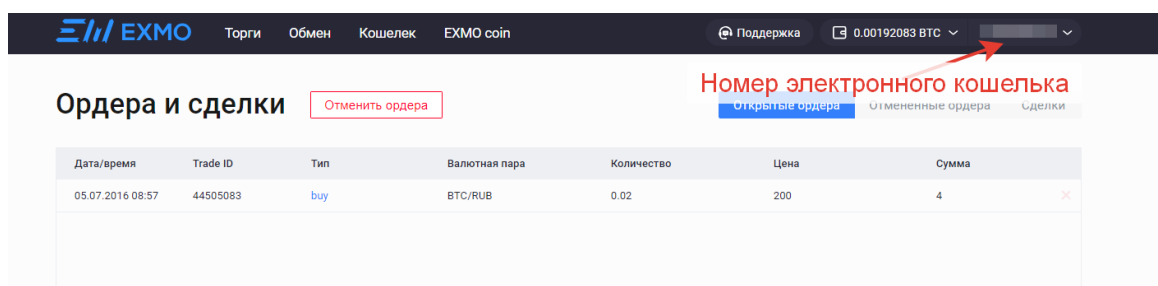 EXMO Торги Обмен Кошелек EXMO coin Поддержка 0.00192083 BTC
Номер электронного кошелька
Ордера и сделки Отменить ордера Открытые ордера Отмененные ордера Сделки
Дата/время Trade ID Тип Валютная пара Количество Цена Сумма
05.07.2016 08:57 44505083 buy BTC/RUB 0.02 200 4